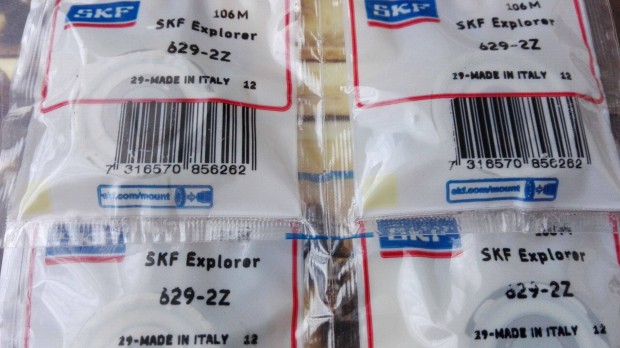 SKF 106M
SKF Explorer
629-2Z
29-MADE IN ITALY 12
7 316570 856262
skf.com/mount
SKF 106M
SKF Explorer
629-2Z
29-MADE IN ITALY 12
7 316570 856262
skf.com/mount
SKF
SKF Explorer
629-2Z
29-MADE IN ITALY 12
SKF 106M
SKF Explorer
629-2Z
29-MADE IN ITALY 12